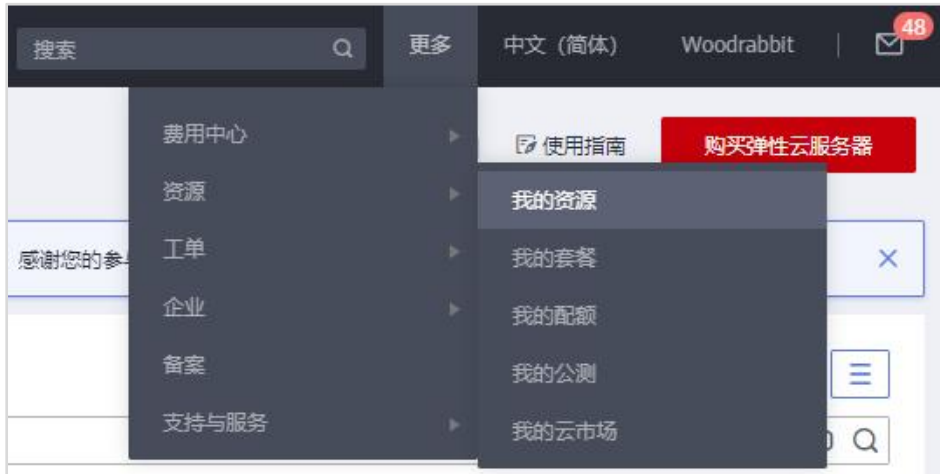 搜索
更多
中文 (简体)
Woodrabbit
48
费用中心
使用指南
购买弹性云服务器
资源
我的资源
感谢您的参
工单
我的套餐
企业
我的配额
备案
我的公测
支持与服务
我的云市场